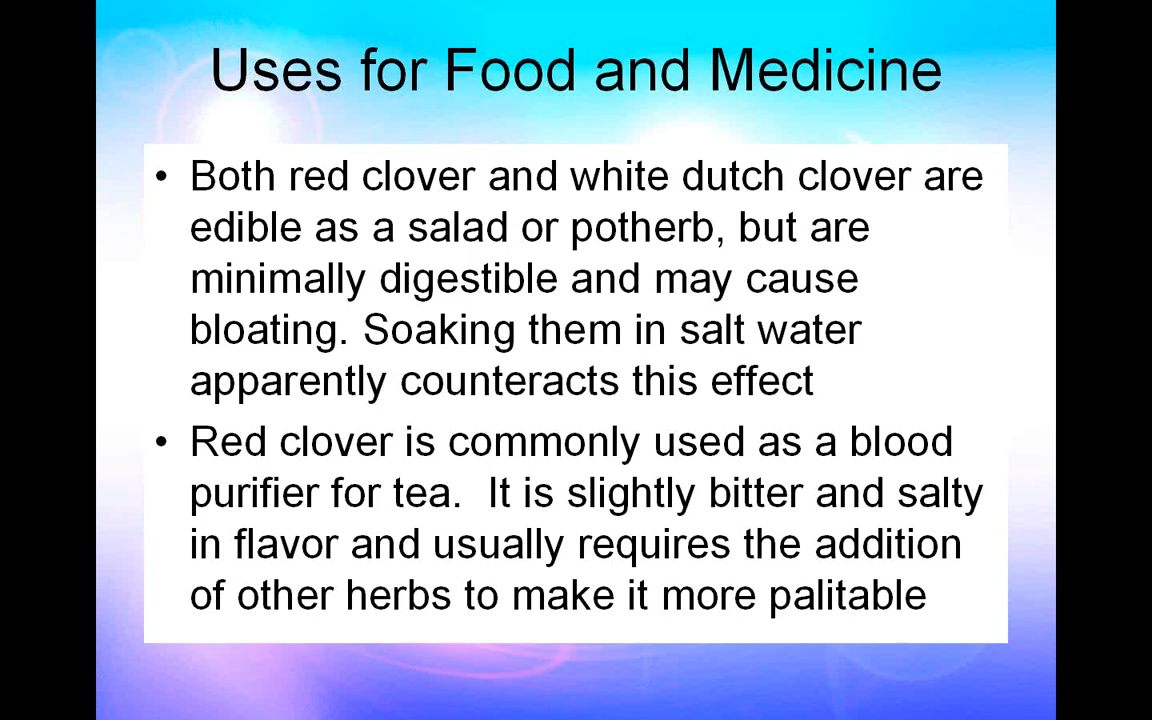 Uses for Food and Medicine
• Both red clover and white dutch clover are
edible as a salad or potherb, but are
minimally digestible and may cause
bloating. Soaking them in salt water
apparently counteracts this effect
• Red clover is commonly used as a blood
purifier for tea.  It is slightly bitter and salty
in flavor and usually requires the addition
of other herbs to make it more palitable